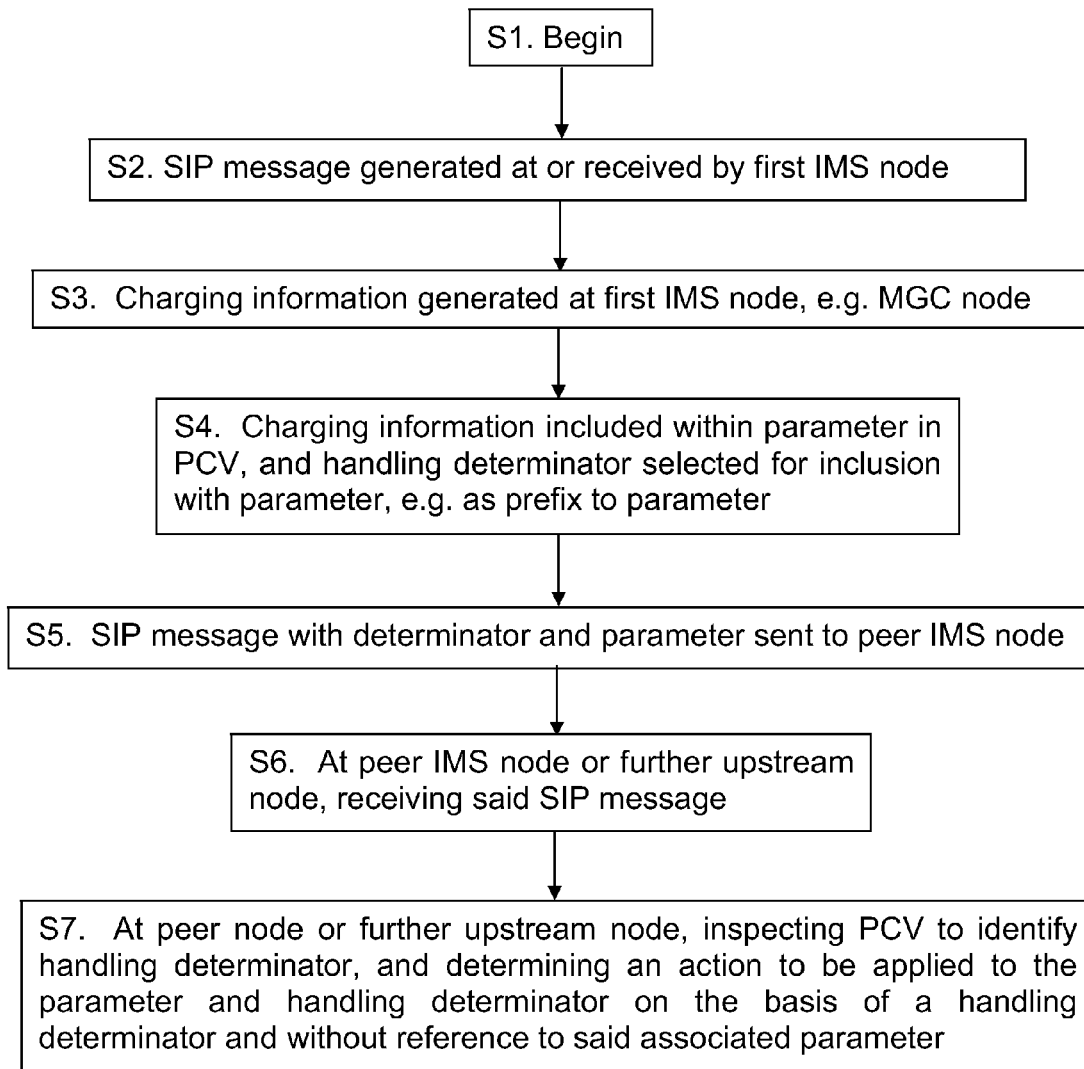 S1. Begin
S2. SIP message generated at or received by first IMS node
S3. Charging information generated at first IMS node, e.g. MGC node
S4. Charging information included within parameter in
PCV, and handling determinator selected for inclusion
with parameter, e.g. as prefix to parameter
S5. SIP message with determinator and parameter sent to peer IMS node
S6. At peer IMS node or further upstream
node, receiving said SIP message
S7. At peer node or further upstream node, inspecting PCV to identify
handling determinator, and determining an action to be applied to the
parameter and handling determinator on the basis of a handling
determinator and without reference to said associated parameter